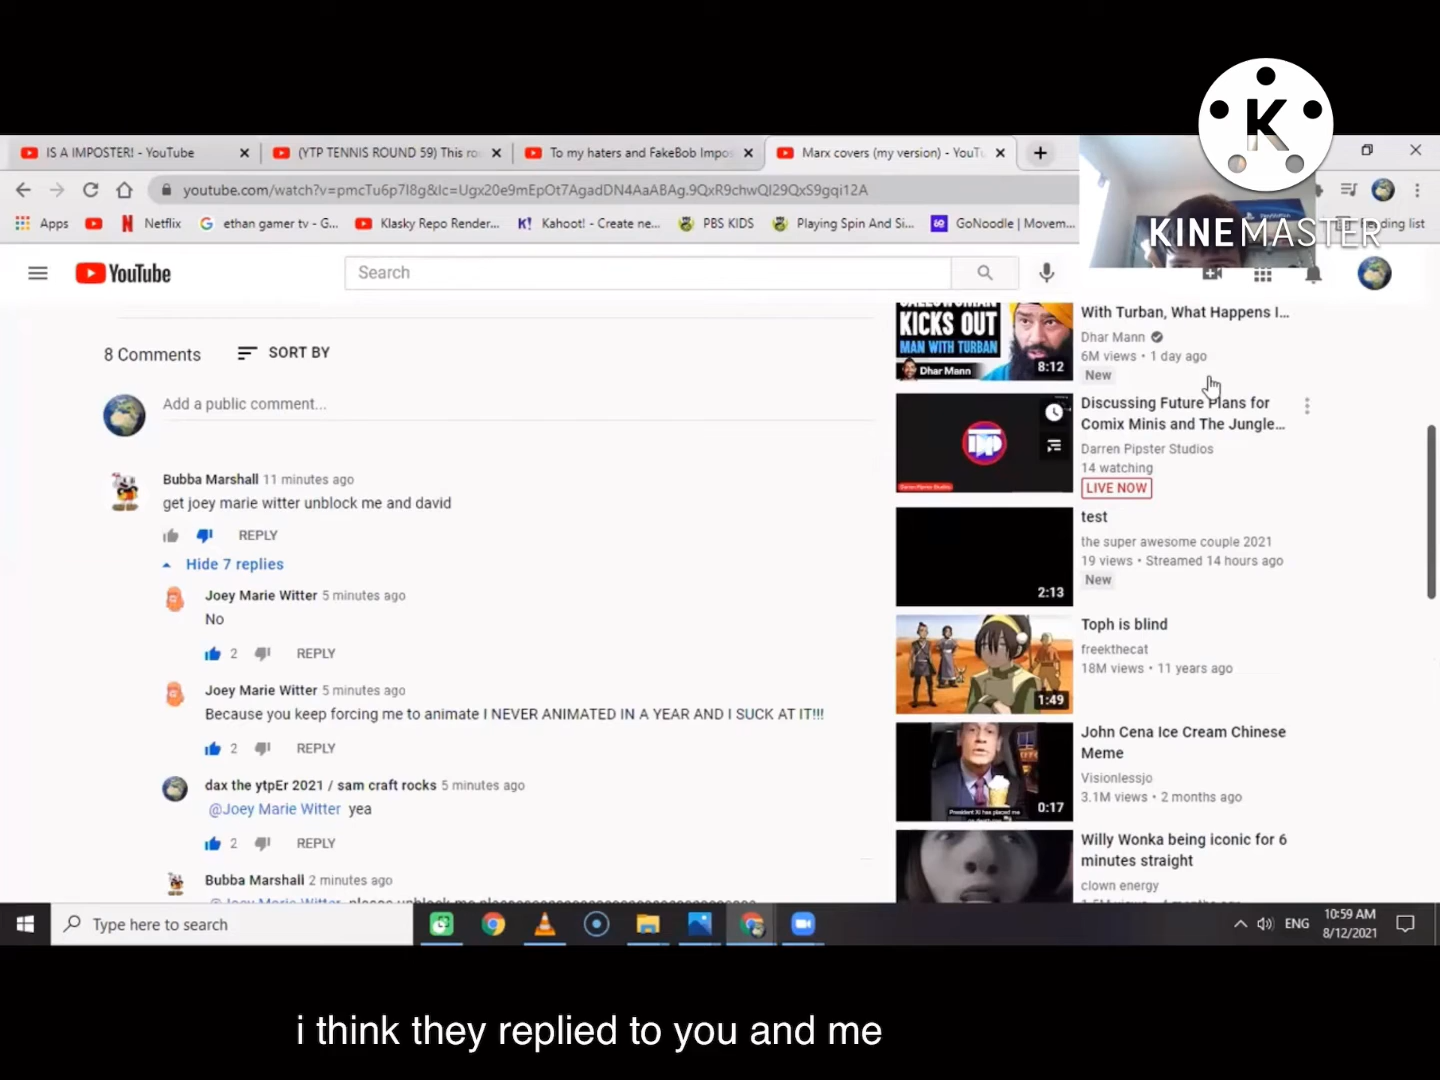 IS A IMPOSTER! - YouTube
(YTP TENNIS ROUND 59) This ro
To my haters and FakeBob Impo
Marx covers (my version) - YouTu
K
KINEMASTER
youtube.com/watch?v=pmcTu6p7I8g&lc=Ugx20e9mEpOt7AgadDN4AaABAg.9QxR9chwQI29QxS9gqi12A
Apps
Netflix
ethan gamer tv - G...
Klasky Repo Render...
K! Kahoot! - Create ne...
PBS KIDS
Playing Spin And Si...
GoNoodle | Movem...
list
YouTube
Search
8 Comments
SORT BY
Add a public comment...
Bubba Marshall 11 minutes ago
get joey marie witter unblock me and david
REPLY
Hide 7 replies
Joey Marie Witter 5 minutes ago
No
2 REPLY
Joey Marie Witter 5 minutes ago
Because you keep forcing me to animate I NEVER ANIMATED IN A YEAR AND I SUCK AT IT!!!
2 REPLY
dax the ytpEr 2021 / sam craft rocks 5 minutes ago
@Joey Marie Witter yea
2 REPLY
Bubba Marshall 2 minutes ago
KICKS OUT
MAN WITH TURBAN
Dhar Mann
8:12
With Turban, What Happens I...
Dhar Mann
6M views • 1 day ago
New
Discussing Future Plans for
Comix Minis and The Jungle...
Darren Pipster Studios
14 watching
LIVE NOW
test
the super awesome couple 2021
19 views • Streamed 14 hours ago
New
2:13
Toph is blind
freekthecat
18M views • 11 years ago
1:49
John Cena Ice Cream Chinese
Meme
Visionlessjo
3.1M views • 2 months ago
0:17
Willy Wonka being iconic for 6
minutes straight
clown energy
Type here to search
ENG
10:59 AM
8/12/2021
i think they replied to you and me